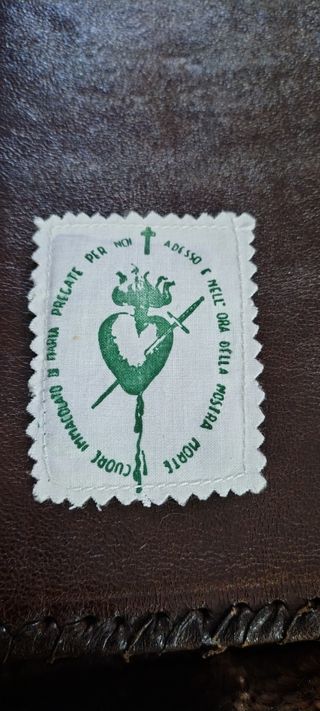 CUORE IMMACOLATO DI MARIA PREGATE PER NOI ADESSO E NELL' ORA DELLA NOSTRA MORTE